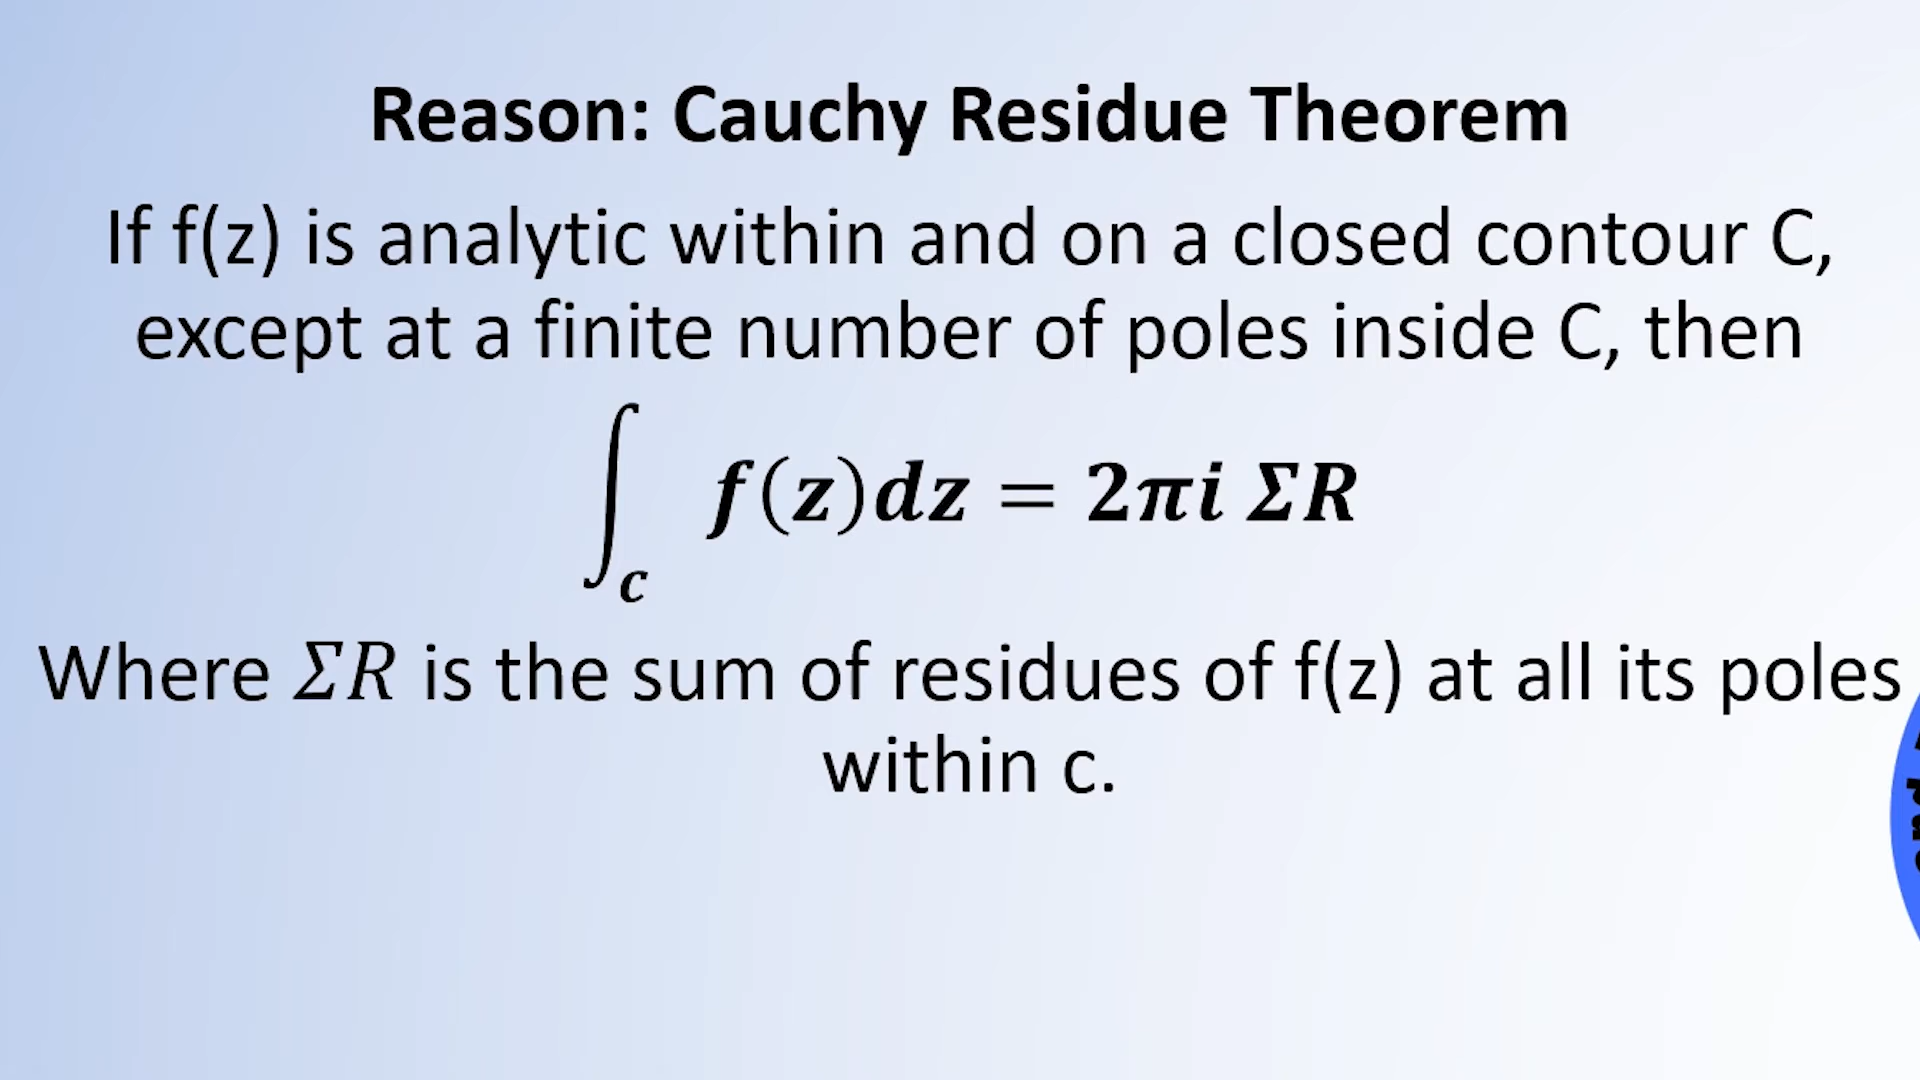 Reason: Cauchy Residue Theorem
If f(z) is analytic within and on a closed contour C,
except at a finite number of poles inside C, then
∫_c f(z)dz = 2πi ΣR
Where ΣR is the sum of residues of f(z) at all its poles
within c.